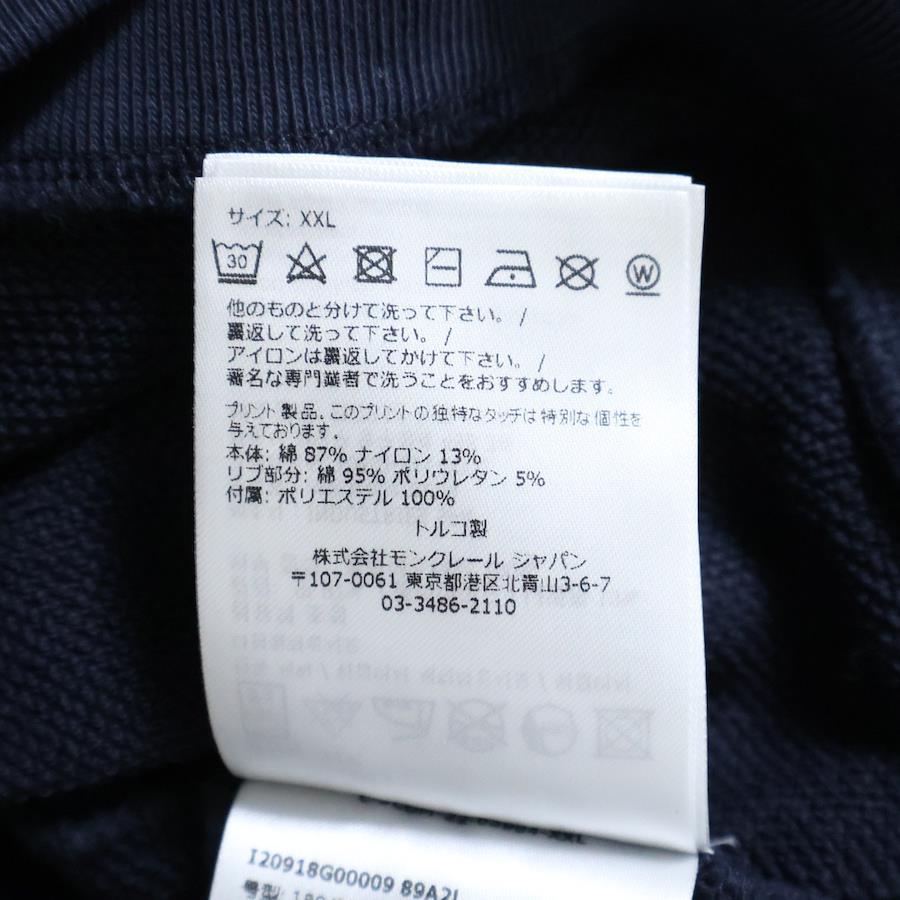 サイズ: XXL
30
W
他のものと分けて洗って下さい。 /
裏返して洗って下さい。 /
アイロンは裏返してかけて下さい。 /
著名な専門業者で洗うことをおすすめします。
プリント製品。このプリントの独特なタッチは特別な個性を
与えております。
本体: 綿 87% ナイロン 13%
リブ部分: 綿 95% ポリウレタン 5%
付属: ポリエステル 100%
トルコ製
株式会社モンクレール ジャパン
〒107-0061 東京都港区北青山3-6-7
03-3486-2110
I20918G00009 89A2
号型: